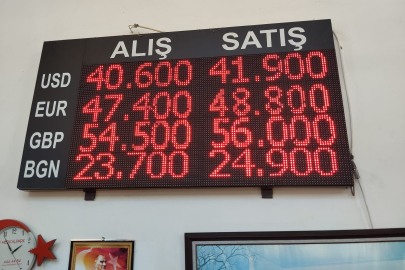 ALIŞ SATIŞ
USD 40.600 41.900
EUR 47.400 48.800
GBP 54.500 56.000
BGN 23.700 24.900